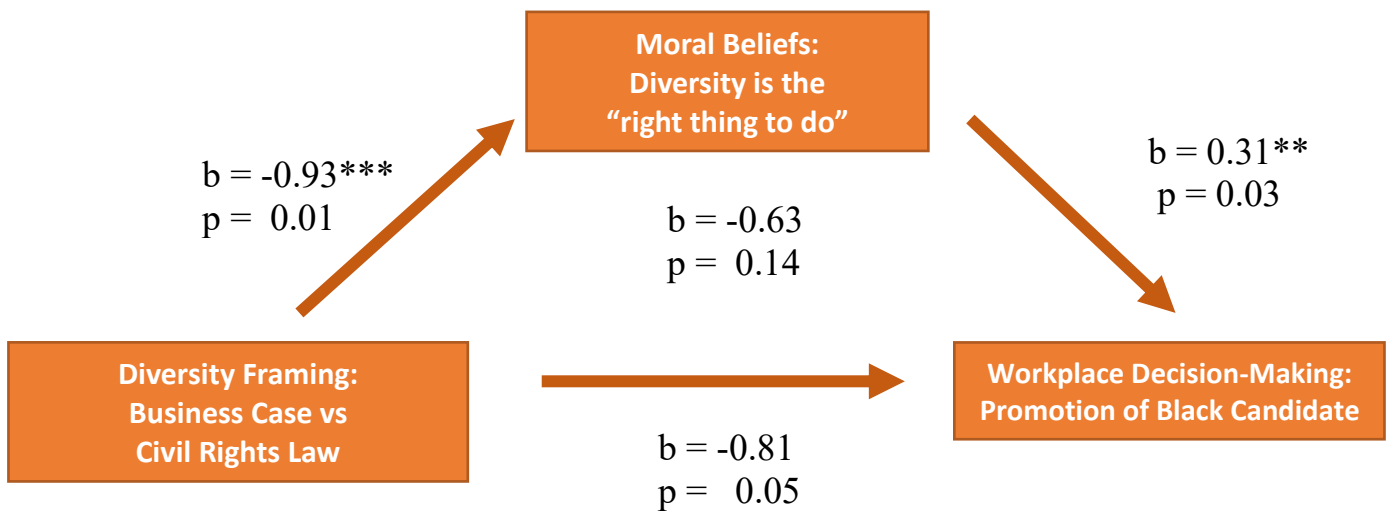 Moral Beliefs:
Diversity is the
“right thing to do”
b = -0.93***
p = 0.01
b = 0.31**
p = 0.03
b = -0.63
p = 0.14
Diversity Framing:
Business Case vs
Civil Rights Law
Workplace Decision-Making:
Promotion of Black Candidate
b = -0.81
p = 0.05